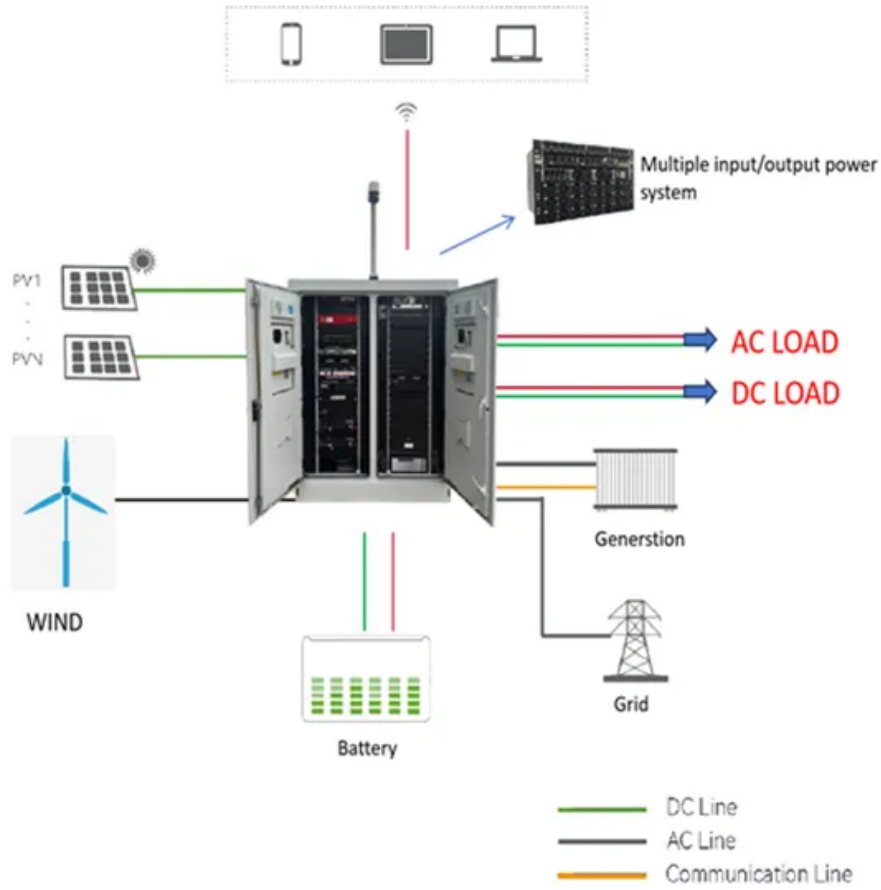 Multiple input/output power
system
PV1
PVN
AC LOAD
DC LOAD
Generstion
WIND
Grid
Battery
DC Line
AC Line
Communication Line